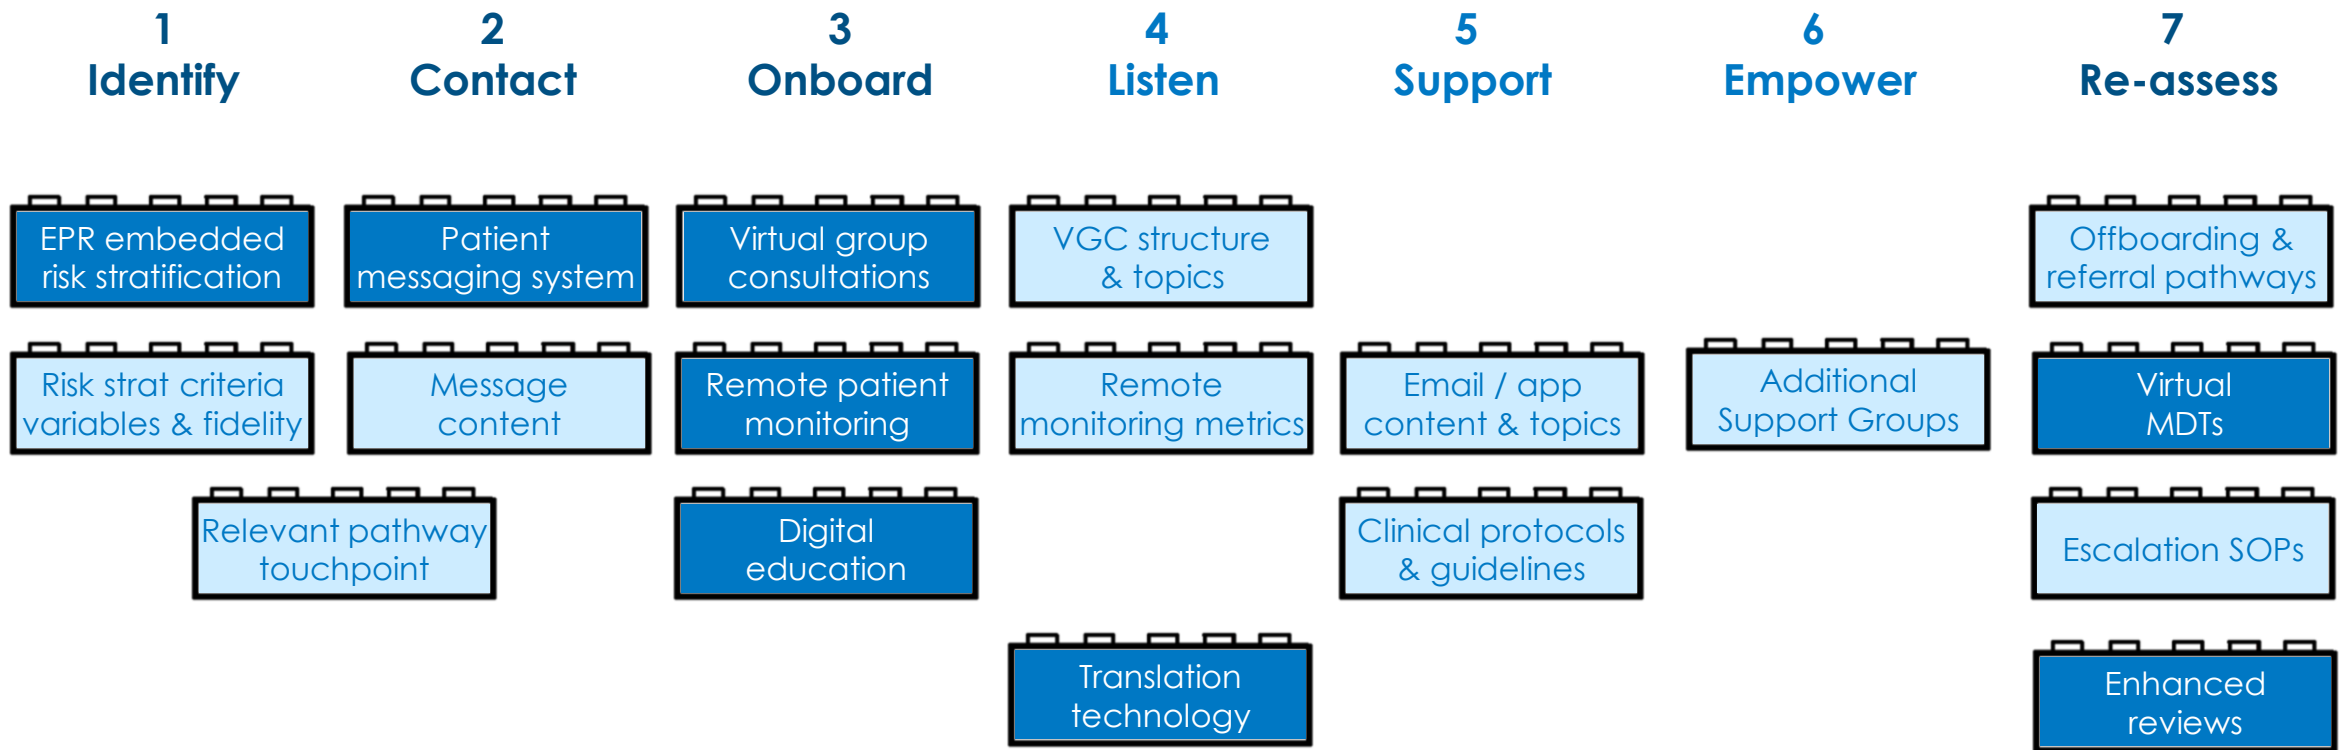 1
Identify
2
Contact
3
Onboard
4
Listen
5
Support
6
Empower
7
Re-assess
EPR embedded
risk stratification
Patient
messaging system
Virtual group
consultations
VGC structure
& topics
Offboarding &
referral pathways
Risk strat criteria
variables & fidelity
Message
content
Remote patient
monitoring
Remote
monitoring metrics
Email / app
content & topics
Additional
Support Groups
Virtual
MDTs
Relevant pathway
touchpoint
Digital
education
Clinical protocols
& guidelines
Escalation SOPs
Translation
technology
Enhanced
reviews